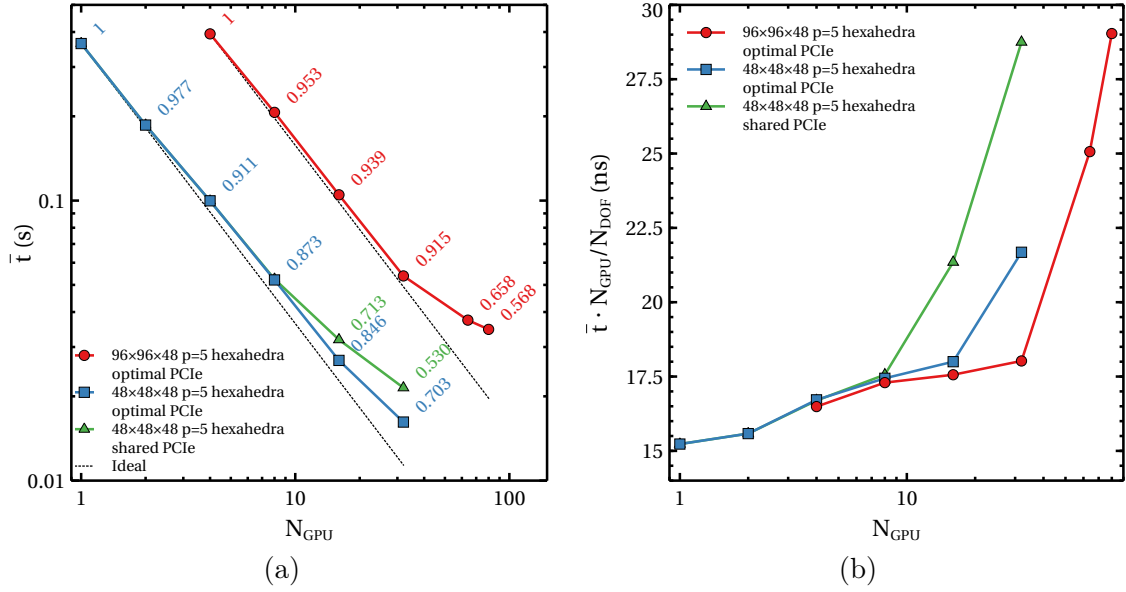 1
1
0.977
0.953
0.911
0.939
0.873
0.915
0.713
0.846
0.658
0.568
0.530
0.703
0.1
0.01
t̄ (s)
96×96×48 p=5 hexahedra
optimal PCIe
48×48×48 p=5 hexahedra
optimal PCIe
48×48×48 p=5 hexahedra
shared PCIe
Ideal
1
10
100
N_GPU
(a)
30
27.5
25
22.5
20
17.5
15
t̄ · N_GPU/N_DOF (ns)
96×96×48 p=5 hexahedra
optimal PCIe
48×48×48 p=5 hexahedra
optimal PCIe
48×48×48 p=5 hexahedra
shared PCIe
1
10
N_GPU
(b)